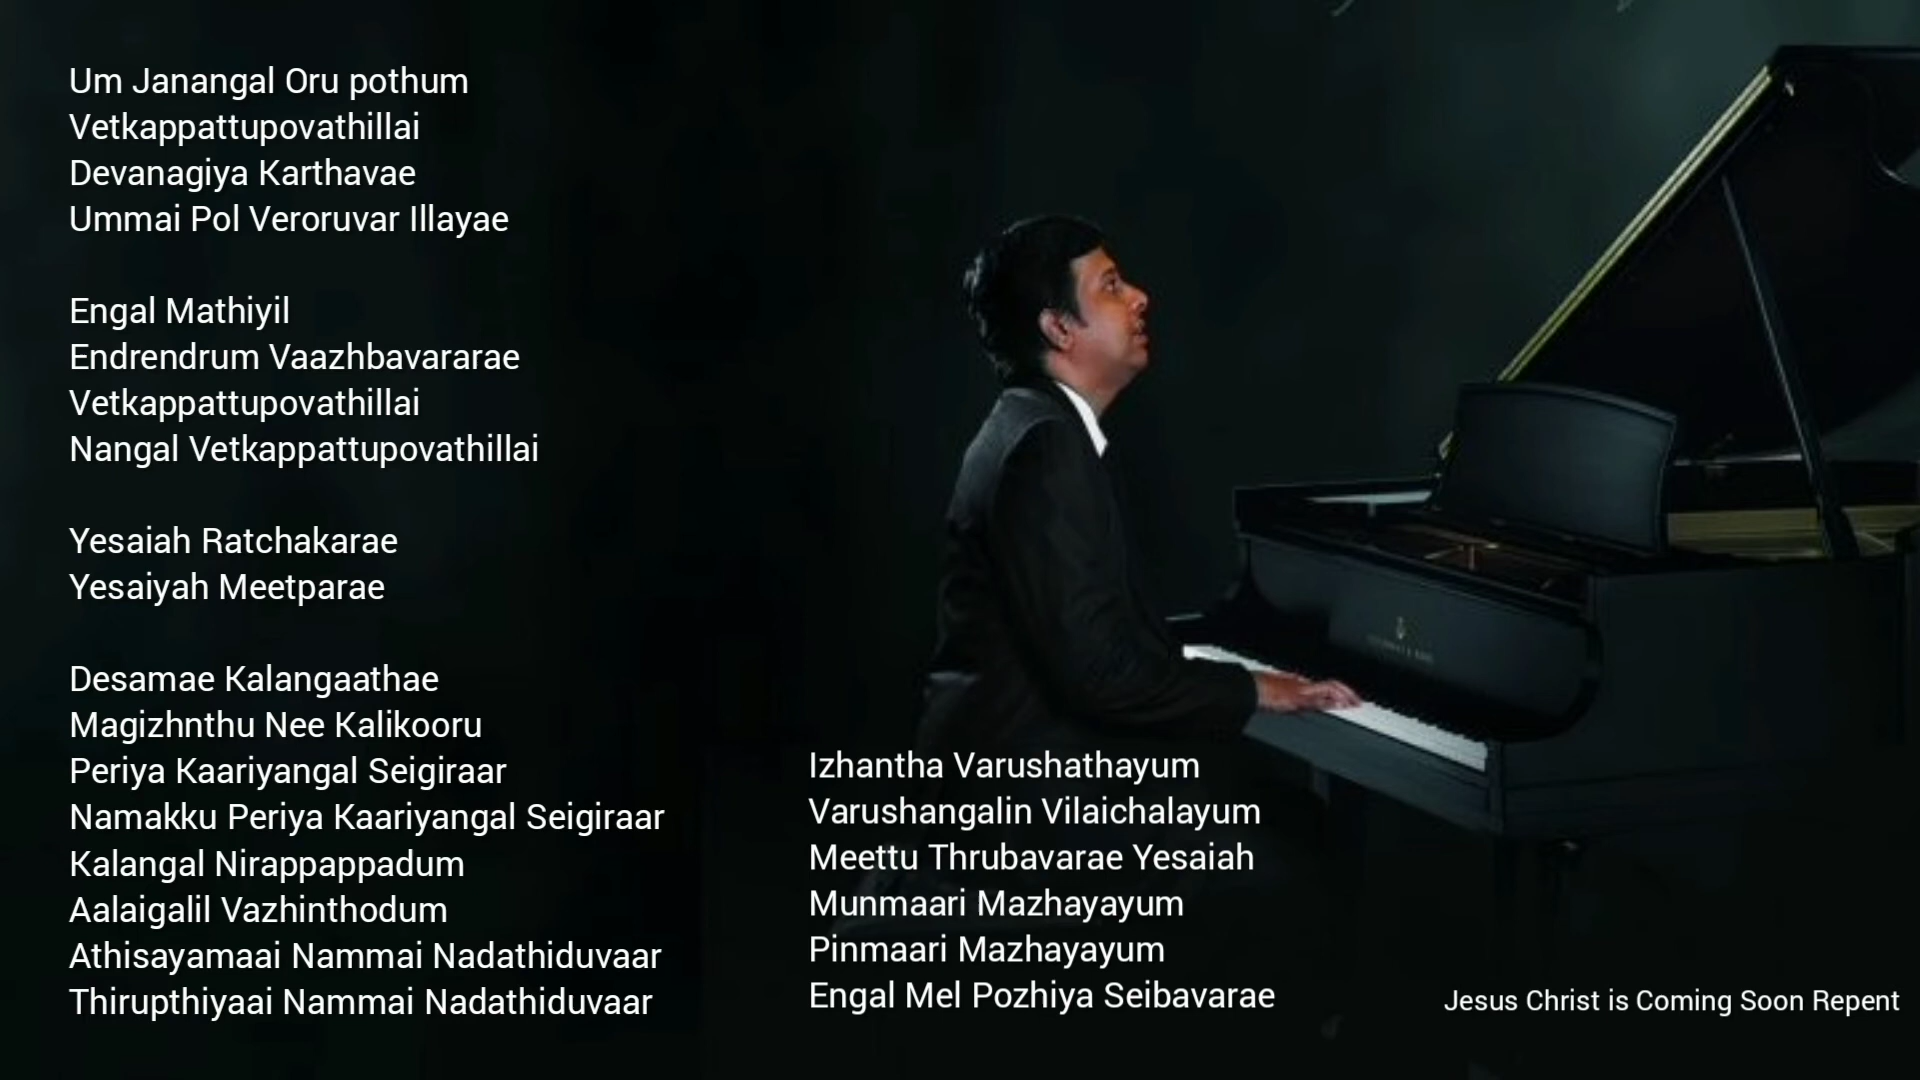 Um Janangal Oru pothum
Vetkappattupovathillai
Devanagiya Karthavae
Ummai Pol Veroruvar Illayae
Engal Mathiyil
Endrendrum Vaazhbavararae
Vetkappattupovathillai
Nangal Vetkappattupovathillai
Yesaiah Ratchakarae
Yesaiyah Meetparae
Desamae Kalangaathae
Magizhnthu Nee Kalikooru
Periya Kaariyangal Seigiraar
Namakku Periya Kaariyangal Seigiraar
Kalangal Nirappappadum
Aalaigalil Vazhinthodum
Athisayamaai Nammai Nadathiduvaar
Thirupthiyaai Nammai Nadathiduvaar
Izhantha Varushathayum
Varushangalin Vilaichalayum
Meettu Thrubavarae Yesaiah
Munmaari Mazhayayum
Pinmaari Mazhayayum
Engal Mel Pozhiya Seibavarae
Jesus Christ is Coming Soon Repent